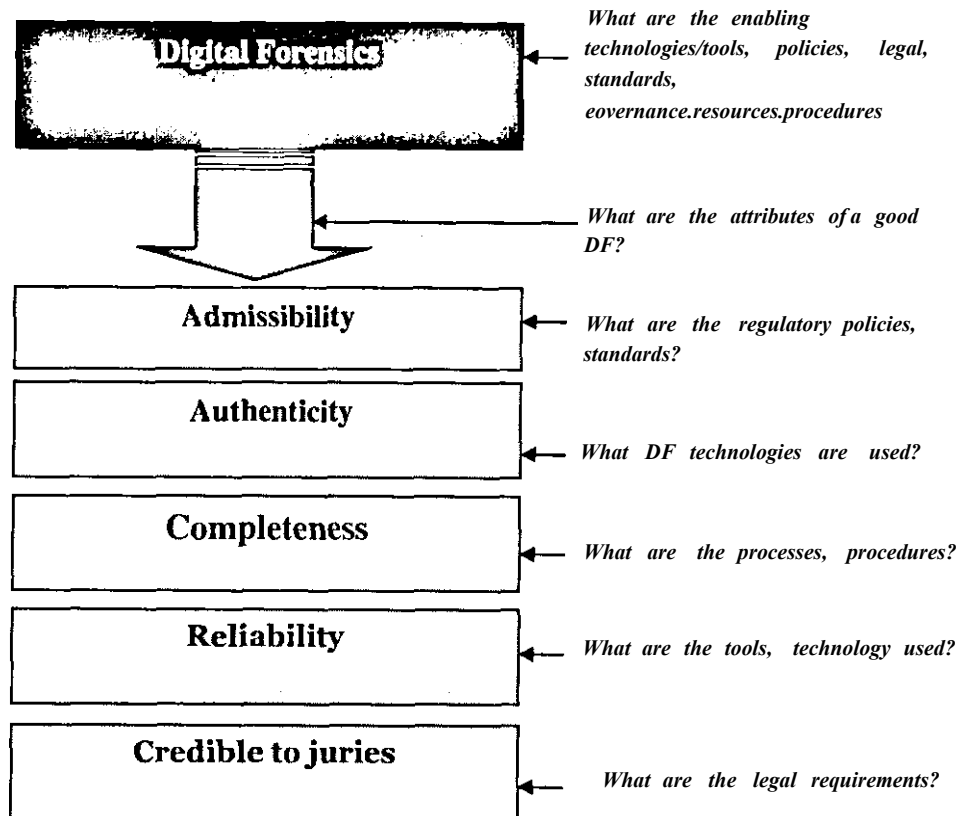 Digital Forensics
What are the enabling
technologies/tools, policies, legal,
standards,
eovernance.resources.procedures
What are the attributes of a good
DF?
Admissibility
What are the regulatory policies,
standards?
Authenticity
What DF technologies are used?
Completeness
What are the processes, procedures?
Reliability
What are the tools, technology used?
Credible to juries
What are the legal requirements?